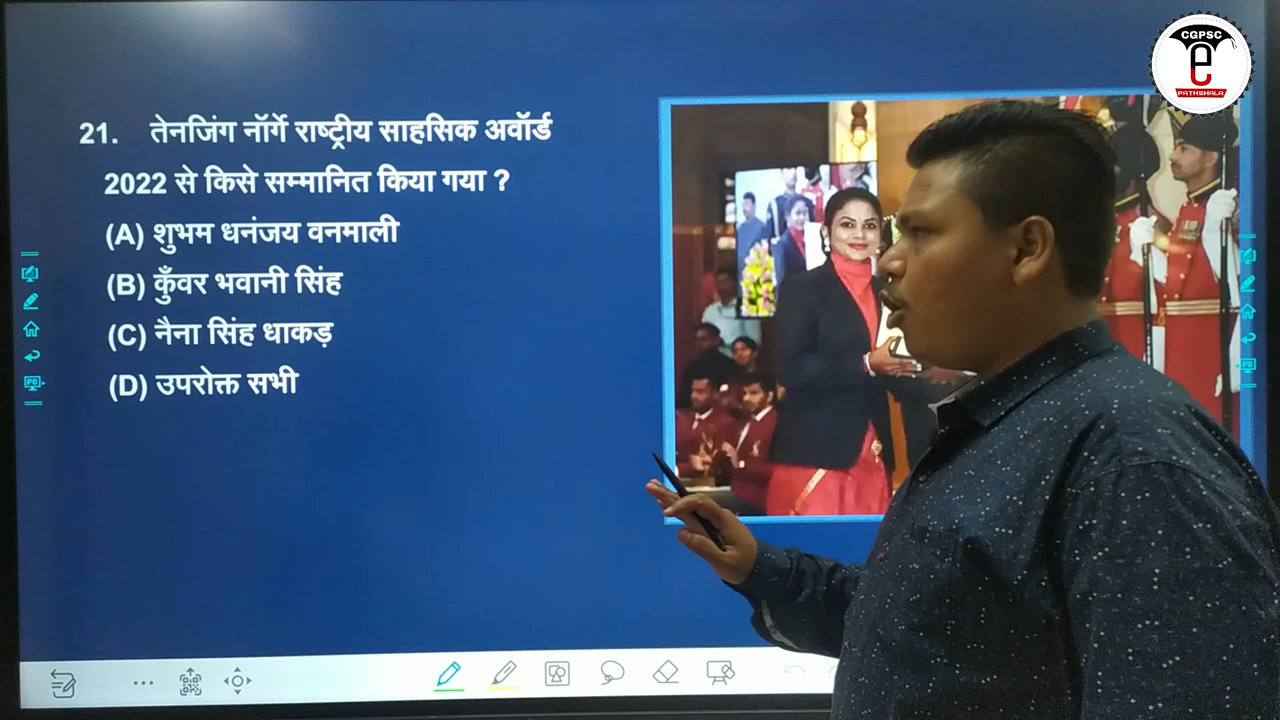 CGPSC
e
PATHSHALA
21. तेनजिंग नॉर्गे राष्ट्रीय साहसिक अवॉर्ड
2022 से किसे सम्मानित किया गया ?
(A) शुभम धनंजय वनमाली
(B) कुँवर भवानी सिंह
(C) नैना सिंह धाकड़
(D) उपरोक्त सभी